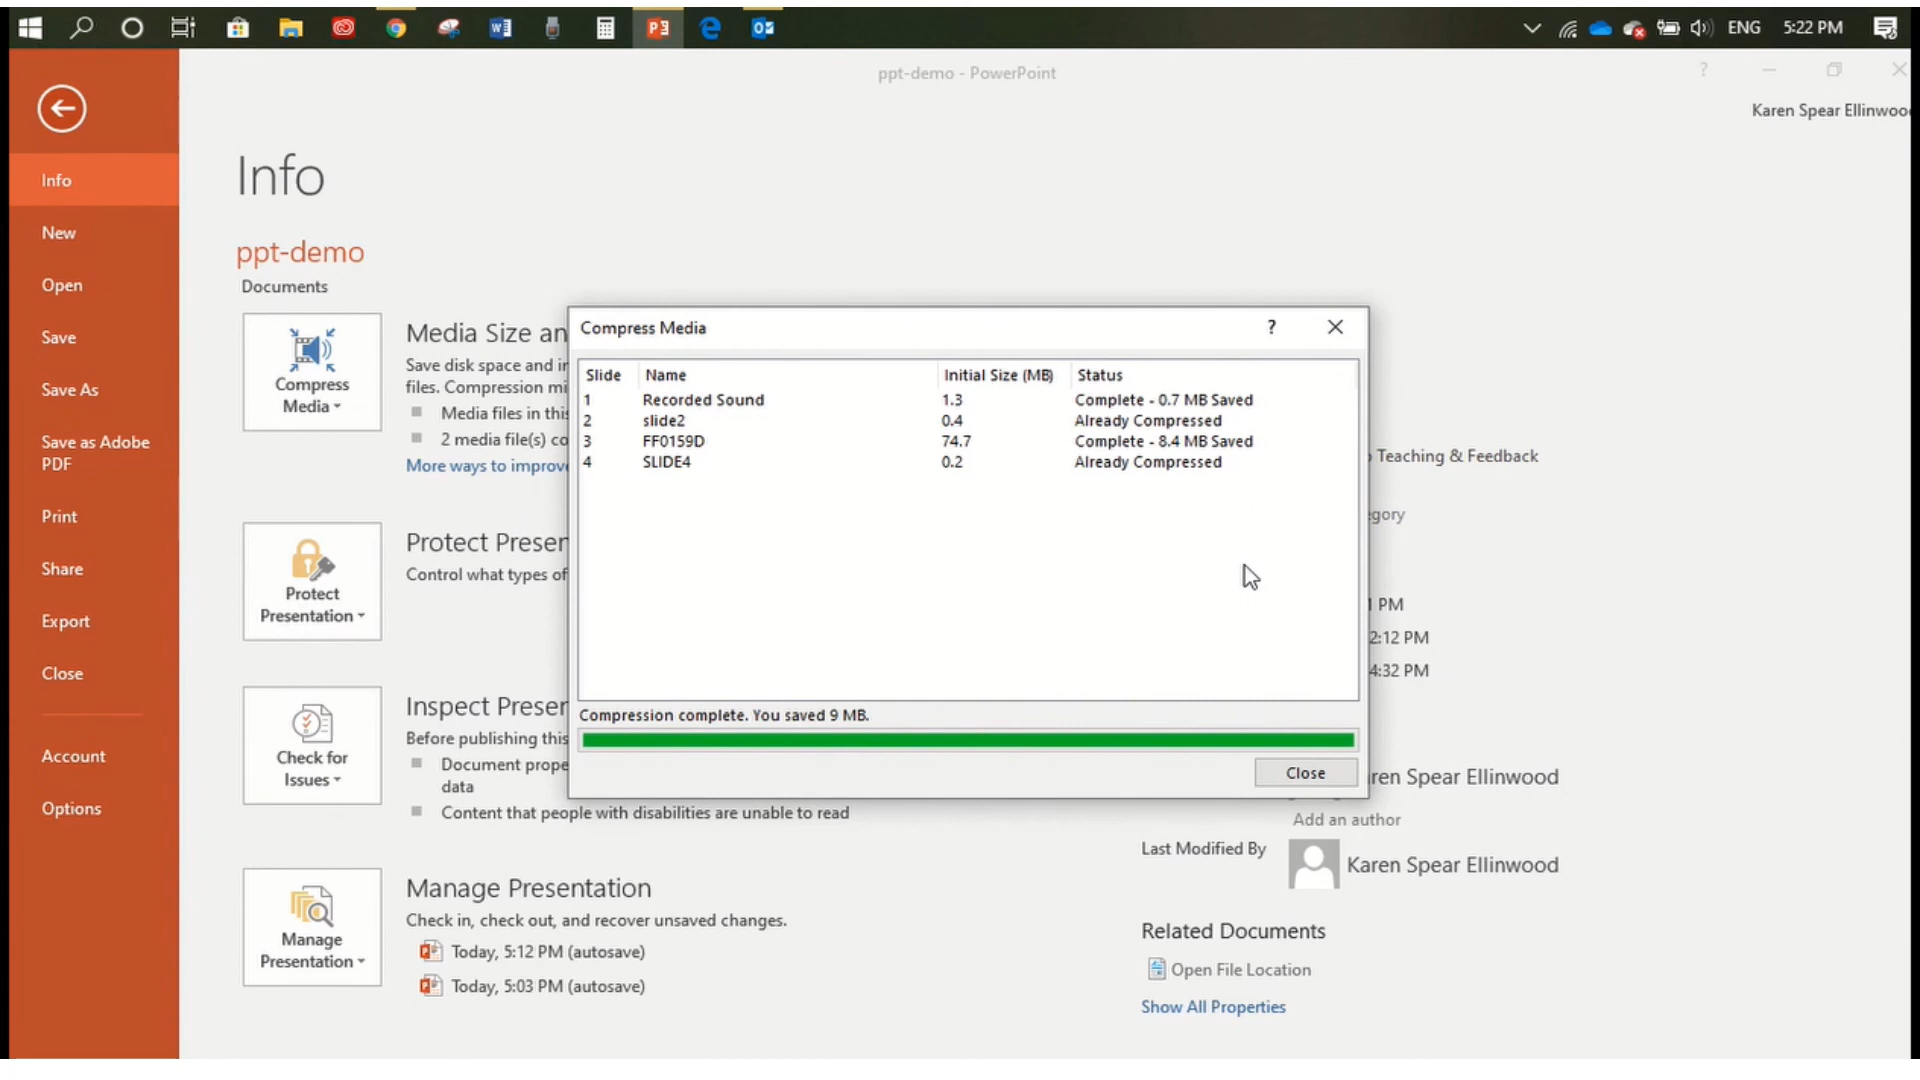 ENG 5:22 PM
ppt-demo - PowerPoint
?
Karen Spear Ellinwoo
Info
New
Open
Save
Save As
Save as Adobe
PDF
Print
Share
Export
Close
Account
Options
Info
ppt-demo
Documents
Compress
Media
Media Size an
Save disk space and i
files. Compression mi
Media files in this
2 media file(s) co
More ways to improve
Protect
Presentation
Protect Presen
Control what types of
Check for
Issues
Inspect Presen
Before publishing this
Document prope
data
Content that people with disabilities are unable to read
Manage
Presentation
Manage Presentation
Check in, check out, and recover unsaved changes.
Today, 5:12 PM (autosave)
Today, 5:03 PM (autosave)
Compress Media ?
Slide Name Initial Size (MB) Status
1 Recorded Sound 1.3 Complete - 0.7 MB Saved
2 slide2 0.4 Already Compressed
3 FF0159D 74.7 Complete - 8.4 MB Saved
4 SLIDE4 0.2 Already Compressed
Compression complete. You saved 9 MB.
Close
Teaching & Feedback
gory
PM
2:12 PM
4:32 PM
ren Spear Ellinwood
Add an author
Last Modified By
Karen Spear Ellinwood
Related Documents
Open File Location
Show All Properties